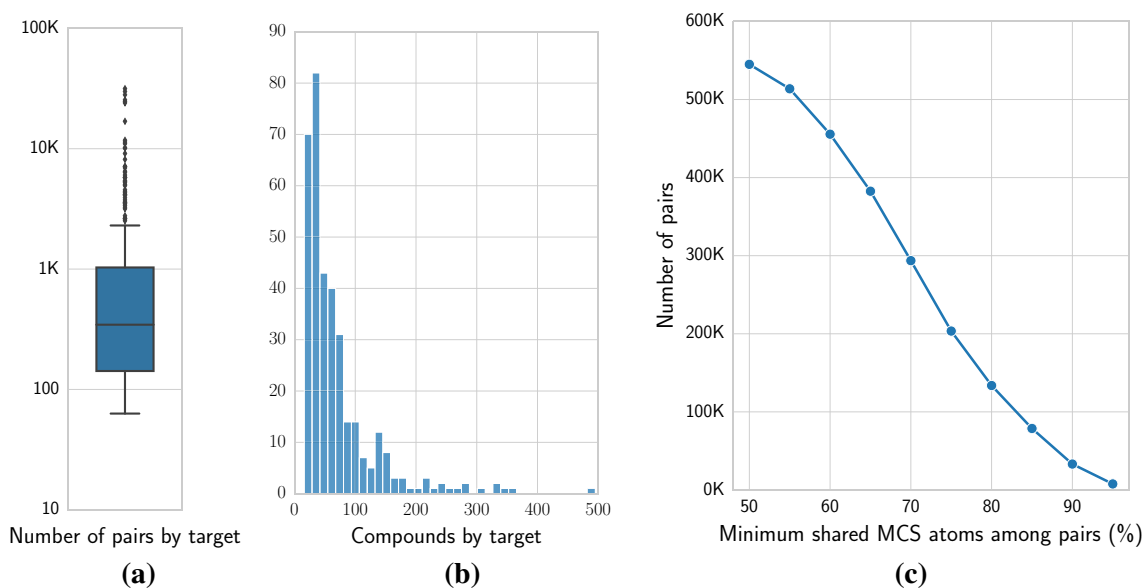 100K
10K
1K
100
10
Number of pairs by target
(a)
90
80
70
60
50
40
30
20
10
0
0 100 200 300 400 500
Compounds by target
(b)
600K
500K
400K
300K
200K
100K
0K
Number of pairs
50 60 70 80 90
Minimum shared MCS atoms among pairs (%)
(c)